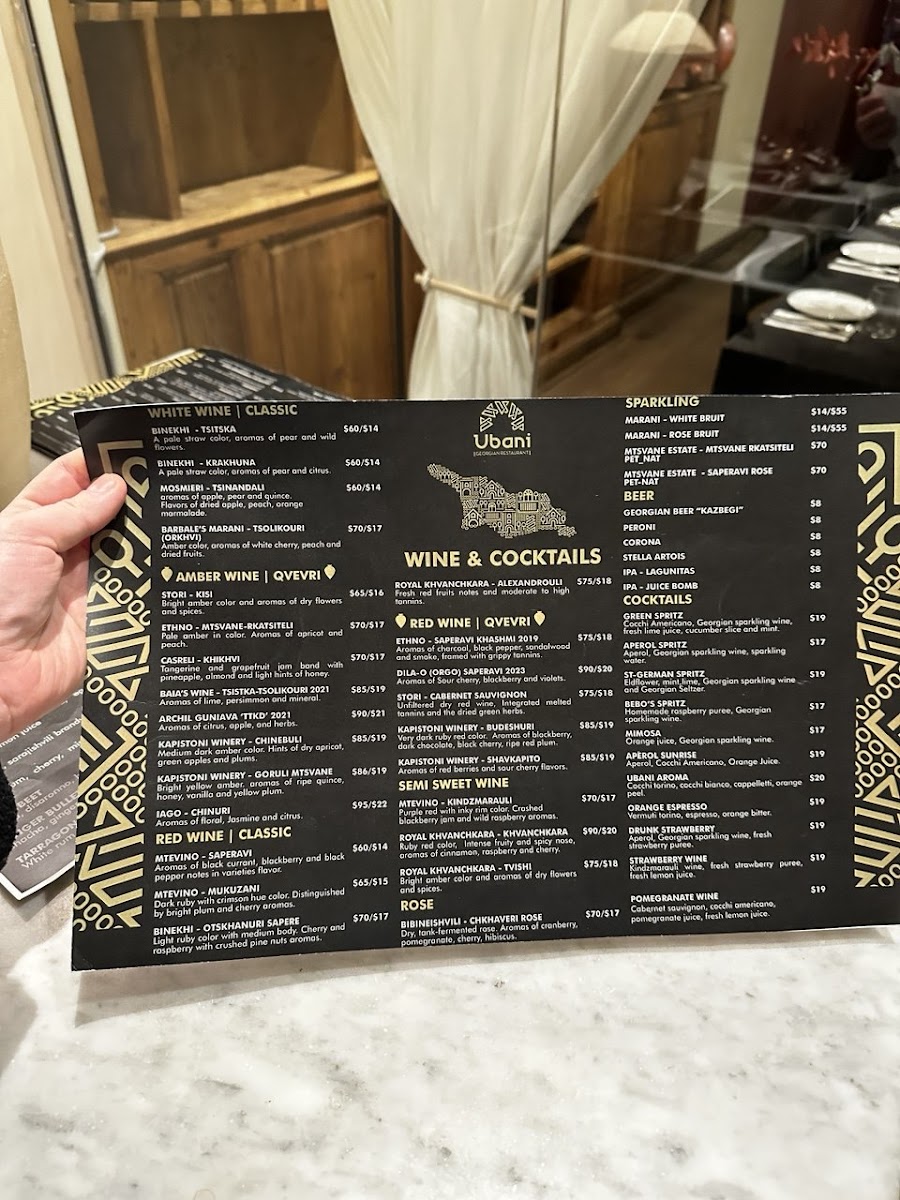 WHITE WINE | CLASSIC
BINEKHI - TSITSKA $60/$14
A pale straw color, aromas of pear and wild
flowers.
BINEKHI - KRAKHUNA $60/$14
A pale straw color, aromas of pear and citrus.
MOSMIERI - TSINANDALI $60/$14
aromas of apple, pear and quince.
Flavors of dried apple, peach, orange
marmalade.
BARBALE'S MARANI - TSOLIKOURI $70/$17
(ORKHVI)
Amber color, aromas of white cherry, peach and
dried fruits.
AMBER WINE | QVEVRI
STORI - KISI $65/$16
Bright amber color and aromas of dry flowers
and spices.
ETHNO - MTSVANE-RKATSITELI $70/$17
Pale amber in color. Aromas of apricot and
peach.
CASRELI - KHIKHVI $70/$17
Tangerine and grapefruit jam band with
pineapple, almond and light hints of honey.
BAIA'S WINE - TSISTKA-TSOLIKOURI 2021 $85/$19
Aromas of lime, persimmon and mineral.
ARCHIL GUNIAVA 'TTKD' 2021 $90/$21
Aromas of citrus, apple, and herbs.
KAPISTONI WINERY - CHINEBULI $85/$19
Medium dark amber color. Hints of dry apricot,
green apples and plums.
KAPISTONI WINERY - GORULI MTSVANE $86/$19
Bright yellow amber. aromas of ripe quince,
honey, vanilla and yellow plum.
IAGO - CHINURI $95/$22
Aromas of floral, Jasmine and citrus.
RED WINE | CLASSIC
MTEVINO - SAPERAVI $60/$14
Aromas of black currant, blackberry and black
pepper notes in varieties flavor.
MTEVINO - MUKUZANI $65/$15
Dark ruby with crimson hue color. Distinguished
by bright plum and cherry aromas.
BINEKHI - OTSKHANURI SAPERE $70/$17
Light ruby color with medium body. Cherry and
raspberry with crushed pine nuts aromas.
Ubani
[GEORGIAN RESTAURANT]
WINE & COCKTAILS
ROYAL KHVANCHKARA - ALEXANDROULI $75/$18
Fresh red fruits notes and moderate to high
tannins.
RED WINE | QVEVRI
ETHNO - SAPERAVI KHASHMI 2019 $75/$18
Aromas of charcoal, black pepper, sandalwood
and smoke, framed with grippy tannins.
DILA-O (ORGO) SAPERAVI 2023 $90/$20
Aromas of Sour cherry, blackberry and violets.
STORI - CABERNET SAUVIGNON $75/$18
Unfiltered dry red wine, Integrated melted
tannins and the dried green herbs.
KAPISTONI WINERY - BUDESHURI $85/$19
Very dark ruby red color. Aromas of blackberry,
dark chocolate, black cherry, ripe red plum.
KAPISTONI WINERY - SHAVKAPITO $85/$19
Aromas of red berries and sour cherry flavors.
SEMI SWEET WINE
MTEVINO - KINDZMARAULI $70/$17
Purple red with inky rim color. Crashed
blackberry jam and wild raspberry aromas.
ROYAL KHVANCHKARA - KHVANCHKARA $90/$20
Ruby red color, Intense fruity and spicy nose,
aromas of cinnamon, raspberry and cherry.
ROYAL KHVANCHKARA - TVISHI $75/$18
Bright amber color and aromas of dry flowers
and spices.
ROSE
BIBINEISHVILI - CHKHAVERI ROSE $70/$17
Dry, tank-fermented rose. Aromas of cranberry,
pomegranate, cherry, hibiscus.
SPARKLING
MARANI - WHITE BRUIT $14/$55
MARANI - ROSE BRUIT $14/$55
MTSVANE ESTATE - MTSVANE RKATSITELI $70
PET_NAT
MTSVANE ESTATE - SAPERAVI ROSE $70
PET-NAT
BEER
GEORGIAN BEER "KAZBEGI" $8
PERONI $8
CORONA $8
STELLA ARTOIS $8
IPA - LAGUNITAS $8
IPA - JUICE BOMB $8
COCKTAILS
GREEN SPRITZ $19
Cocchi Americano, Georgian sparkling wine,
fresh lime juice, cucumber slice and mint.
APEROL SPRITZ $17
Aperol, Georgian sparkling wine, sparkling
water.
ST-GERMAN SPRITZ $19
Eldflower, mint,lime, Georgian sparkling wine
and Georgian Seltzer.
BEBO'S SPRITZ $17
Homemade raspberry puree, Georgian
sparkling wine.
MIMOSA $17
Orange juice, Georgian sparkling wine.
APEROL SUNRISE $19
Aperol, Cocchi Americano, Orange Juice.
UBANI AROMA $20
Cocchi torino, cocchi bianco, cappelletti, orange
peel.
ORANGE ESPRESSO $19
Vermuti torino, espresso, orange bitter.
DRUNK STRAWBERRY $19
Aperol, Georgian sparkling wine, fresh
strawberry puree.
STRAWBERRY WINE $19
Kindzmarauli wine, fresh strawberry puree,
fresh lemon juice.
POMEGRANATE WINE $19
Cabernet sauvignon, cocchi americano,
pomegranate juice, fresh lemon juice.
juice
sarajishvili
cherry,
TARRAGON
White